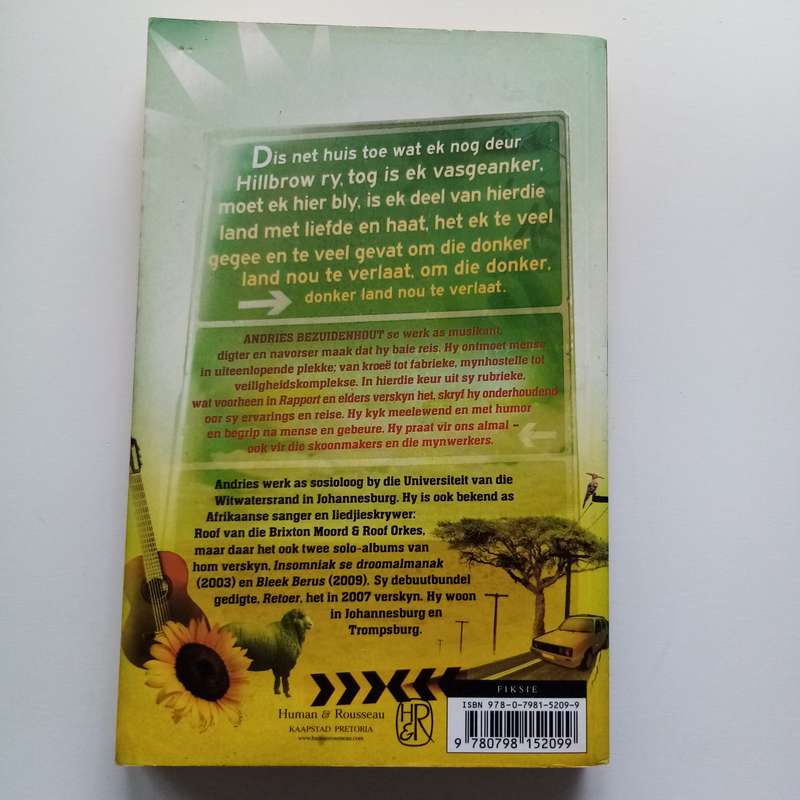 Dis net huis toe wat ek nog deur
Hillbrow ry, tog is ek vasgeanker,
moet ek hier bly, is ek deel van hierdie
land met liefde en haat, het ek te veel
gegee en te veel gevat om die donker
land nou te verlaat, om die donker,
donker land nou te verlaat.
ANDRIES BEZUIDENHOUT se werk as musikant,
digter en navorser maak dat hy baie reis. Hy ontmoet mense
in uiteenlopende plekke; van kroeë tot fabrieke, mynhostelle tot
veiligheidskomplekse. In hierdie keur uit sy rubrieke,
wat voorheen in Rapport en elders verskyn het, skryf hy onderhoudend
oor sy ervarings en reise. Hy kyk meelewend en met humor
en begrip na mense en gebeure. Hy praat vir ons almal –
ook vir die skoonmakers en die mynwerkers.
Andries werk as sosioloog by die Universiteit van die
Witwatersrand in Johannesburg. Hy is ook bekend as
Afrikaanse sanger en liedjieskrywer:
Roof van die Brixton Moord & Roof Orkes,
maar daar het ook twee solo-albums van
hom verskyn, Insomniak se droomalmanak
(2003) en Bleek Berus (2009). Sy debuutbundel
gedigte, Retoer, het in 2007 verskyn. Hy woon
in Johannesburg en
Trompsburg.
Human & Rousseau
KAAPSTAD PRETORIA
www.humanrousseau.com
H&R
FIKSIE
ISBN 978-0-7981-5209-9
9 780798 152099